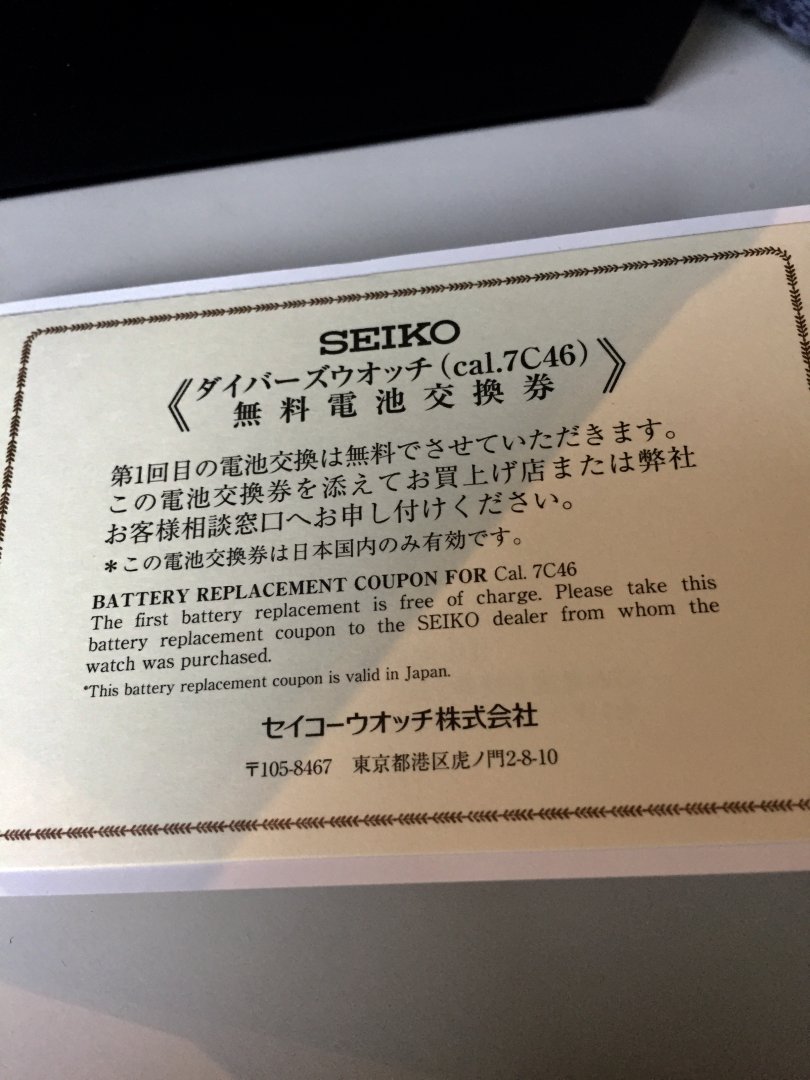 SEIKO
《ダイバーズウオッチ(cal.7C46)
無料電池交換券》
第1回目の電池交換は無料でさせていただきます。
この電池交換券を添えてお買上げ店または弊社
お客様相談窓口へお申し付けください。
*この電池交換券は日本国内のみ有効です。
BATTERY REPLACEMENT COUPON FOR Cal. 7C46
The first battery replacement is free of charge. Please take this
battery replacement coupon to the SEIKO dealer from whom the
watch was purchased.
*This battery replacement coupon is valid in Japan.
セイコーウオッチ株式会社
〒105-8467 東京都港区虎ノ門2-8-10